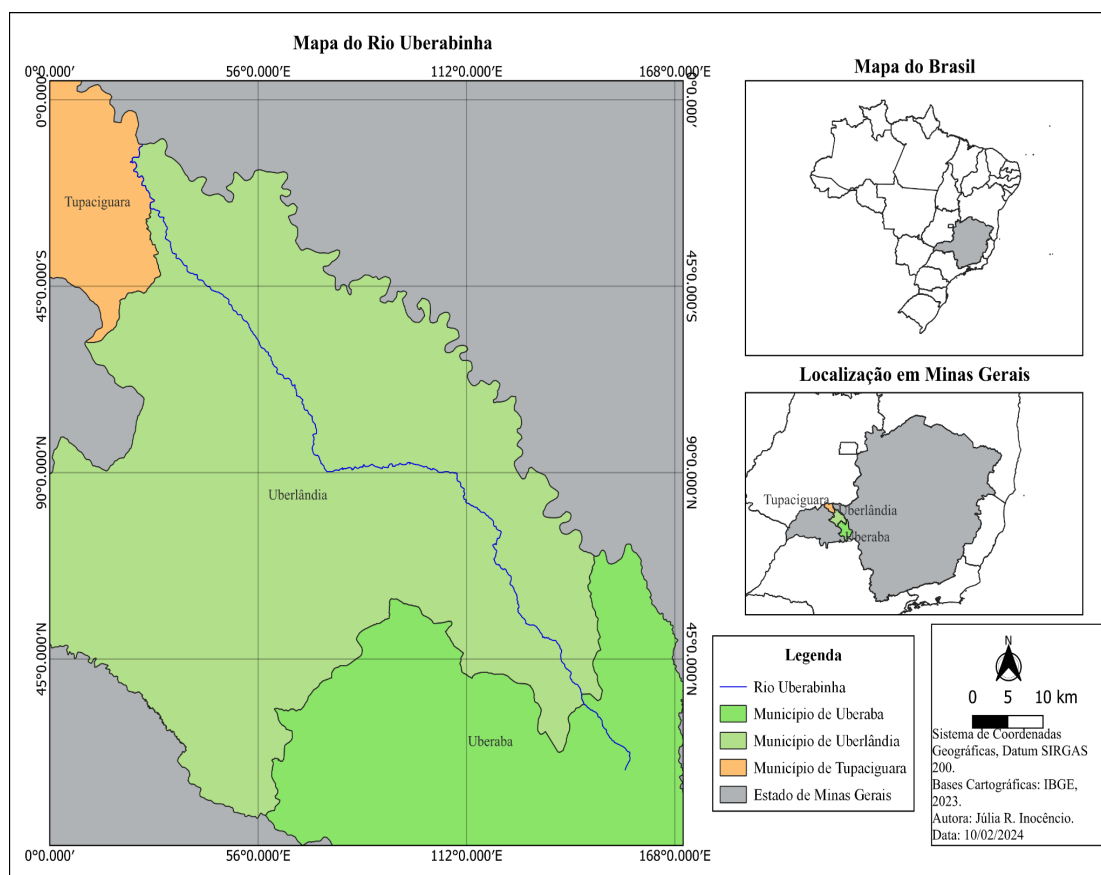 Mapa do Rio Uberabinha
0°0.000′ 56°0.000′E 112°0.000′E 168°0.000′E
0°0.000′
45°0.000′S
90°0.000′N
45°0.000′N
0°0.000′
45°0.000′S
90°0.000′N
45°0.000′N
Tupaciguara
Uberlândia
Uberaba
0°0.000′ 56°0.000′E 112°0.000′E 168°0.000′E
Mapa do Brasil
Localização em Minas Gerais
Tupaciguara
Uberlândia
Uberaba
Legenda
Rio Uberabinha
Município de Uberaba
Município de Uberlândia
Município de Tupaciguara
Estado de Minas Gerais
N
0 5 10 km
Sistema de Coordenadas
Geográficas, Datum SIRGAS
200.
Bases Cartográficas: IBGE,
2023.
Autora: Júlia R. Inocêncio.
Data: 10/02/2024